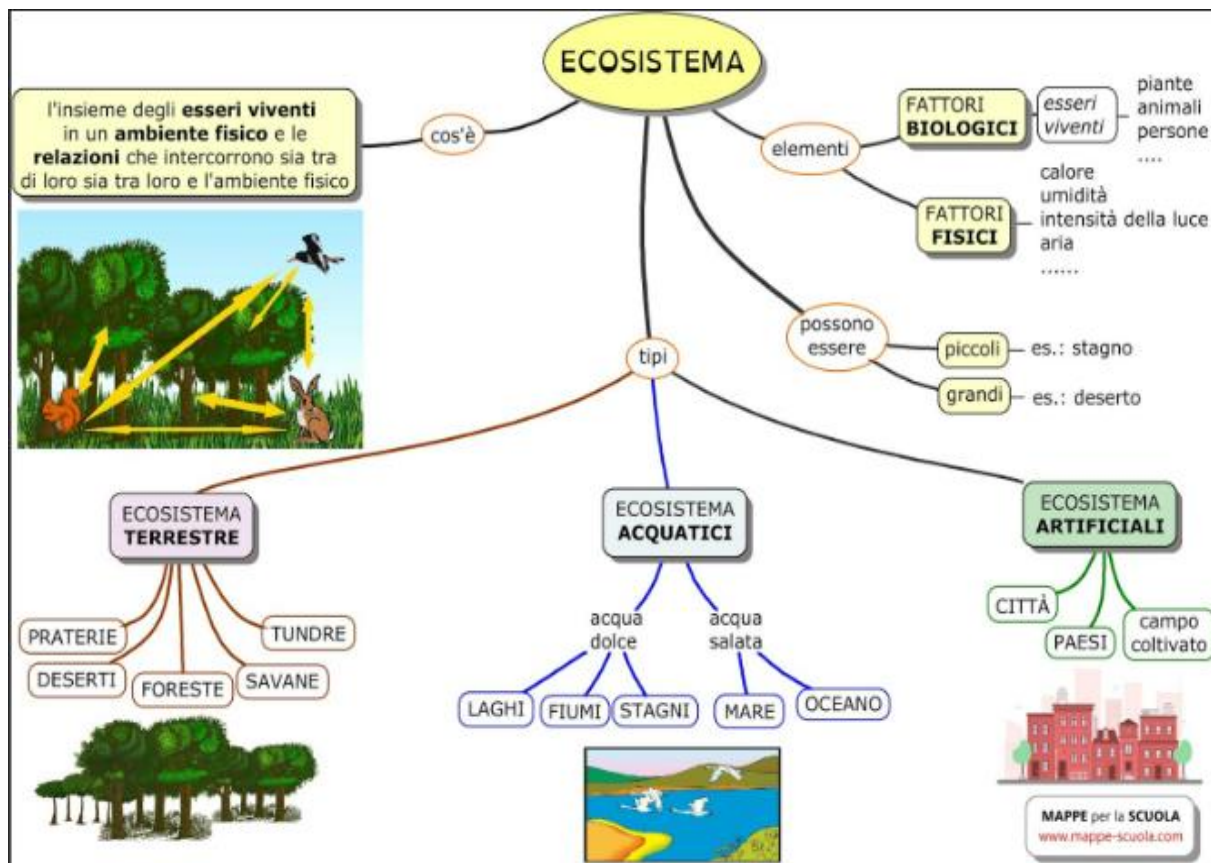 ECOSISTEMA
cos'è
l'insieme degli esseri viventi
in un ambiente fisico e le
relazioni che intercorrono sia tra
di loro sia tra loro e l'ambiente fisico
elementi
FATTORI
BIOLOGICI
esseri
viventi
piante
animali
persone
....
FATTORI
FISICI
calore
umidità
intensità della luce
aria
......
possono
essere
piccoli
es.: stagno
grandi
es.: deserto
tipi
ECOSISTEMA
TERRESTRE
PRATERIE
DESERTI
FORESTE
SAVANE
TUNDRE
ECOSISTEMA
ACQUATICI
acqua
dolce
LAGHI
FIUMI
STAGNI
acqua
salata
MARE
OCEANO
ECOSISTEMA
ARTIFICIALI
CITTÀ
PAESI
campo
coltivato
MAPPE per la SCUOLA
www.mappe-scuola.com